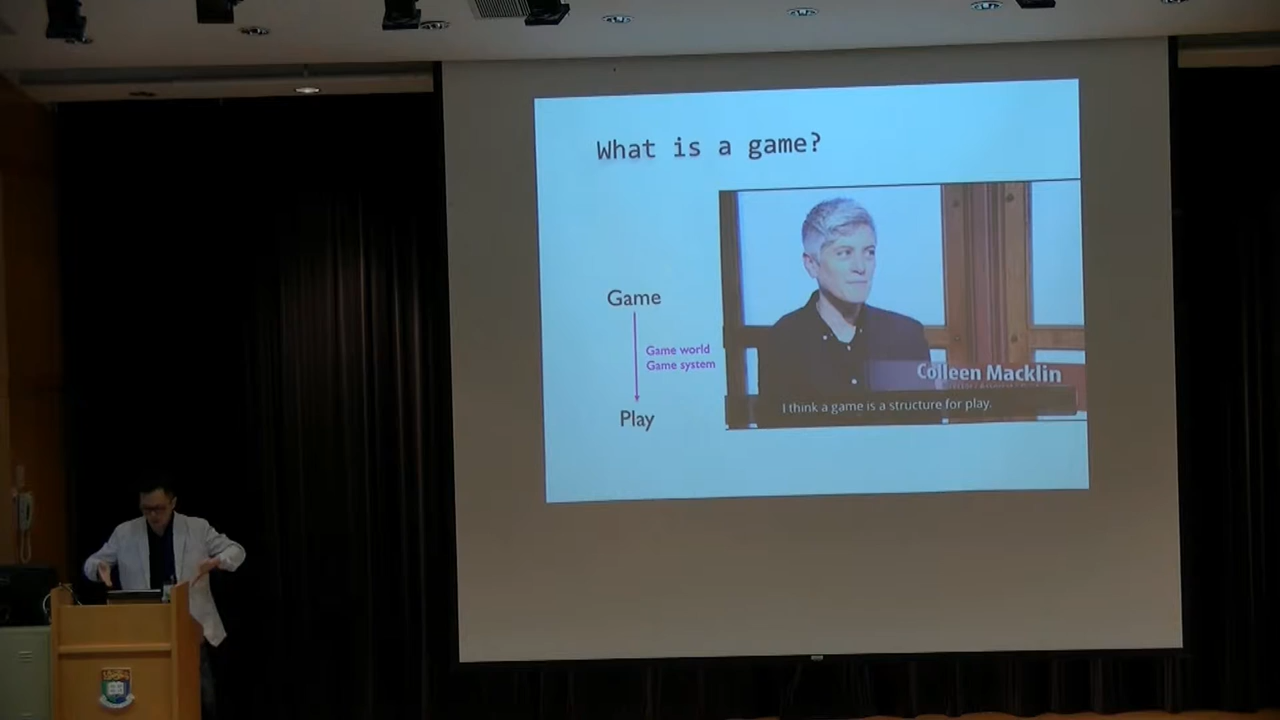 What is a game?
Game
Game world
Game system
Play
Colleen Macklin
I think a game is a structure for play.